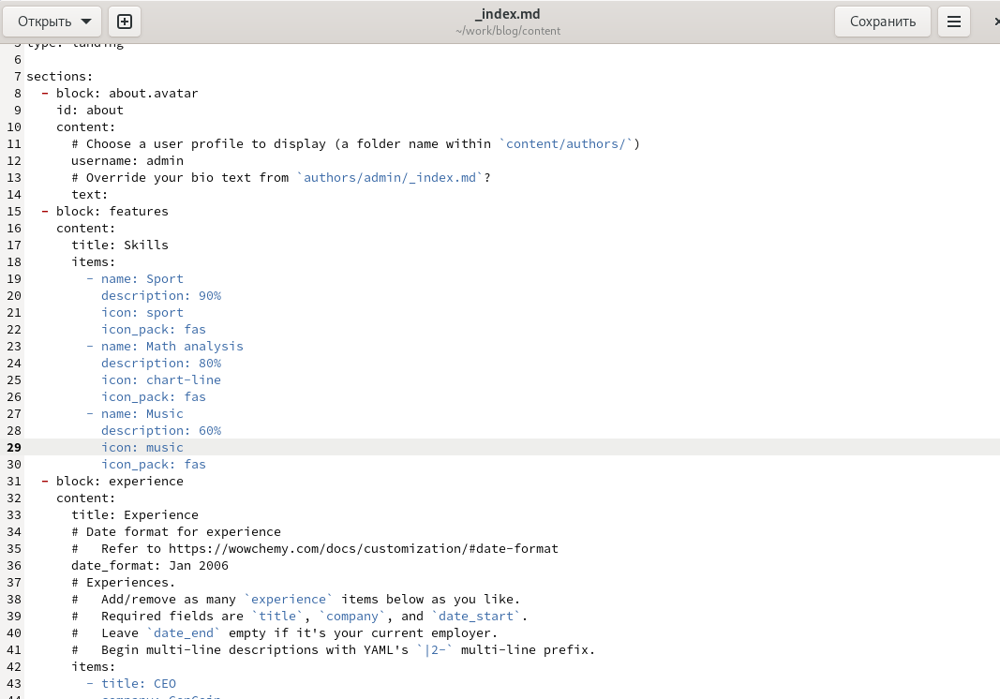 Открыть
_index.md
~/work/blog/content
Сохранить
5 type: landing
6
7 sections:
8   - block: about.avatar
9     id: about
10     content:
11       # Choose a user profile to display (a folder name within `content/authors/`)
12       username: admin
13       # Override your bio text from `authors/admin/_index.md`?
14       text:
15   - block: features
16     content:
17       title: Skills
18       items:
19         - name: Sport
20           description: 90%
21           icon: sport
22           icon_pack: fas
23         - name: Math analysis
24           description: 80%
25           icon: chart-line
26           icon_pack: fas
27         - name: Music
28           description: 60%
29           icon: music
30           icon_pack: fas
31   - block: experience
32     content:
33       title: Experience
34       # Date format for experience
35       #   Refer to https://wowchemy.com/docs/customization/#date-format
36       date_format: Jan 2006
37       # Experiences.
38       #   Add/remove as many `experience` items below as you like.
39       #   Required fields are `title`, `company`, and `date_start`.
40       #   Leave `date_end` empty if it's your current employer.
41       #   Begin multi-line descriptions with YAML's `|2-` multi-line prefix.
42       items:
43         - title: CEO
44           company: GenCoin